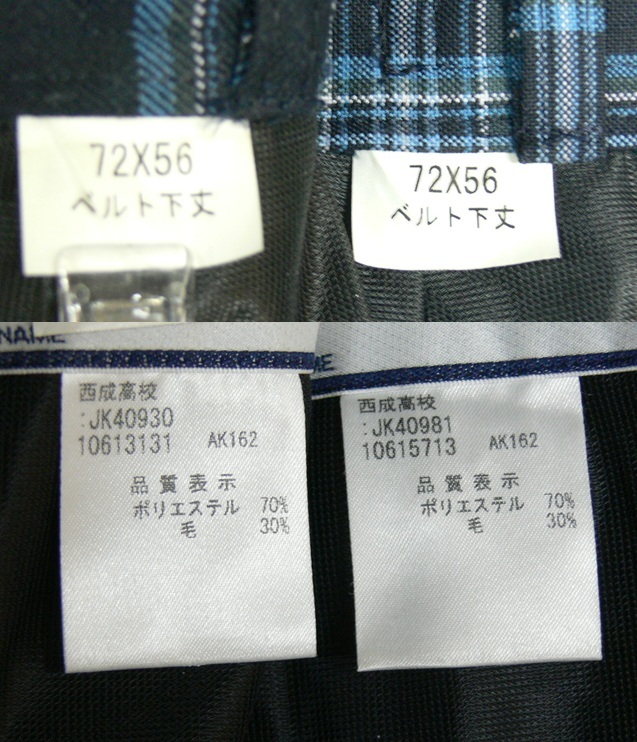 72X56
ベルト下丈
72X56
ベルト下丈
NAME
西成高校
:JK40930
10613131 AK162
品質表示
ポリエステル 70%
毛 30%
ME
西成高校
:JK40981
10615713 AK162
品質表示
ポリエステル 70%
毛 30%